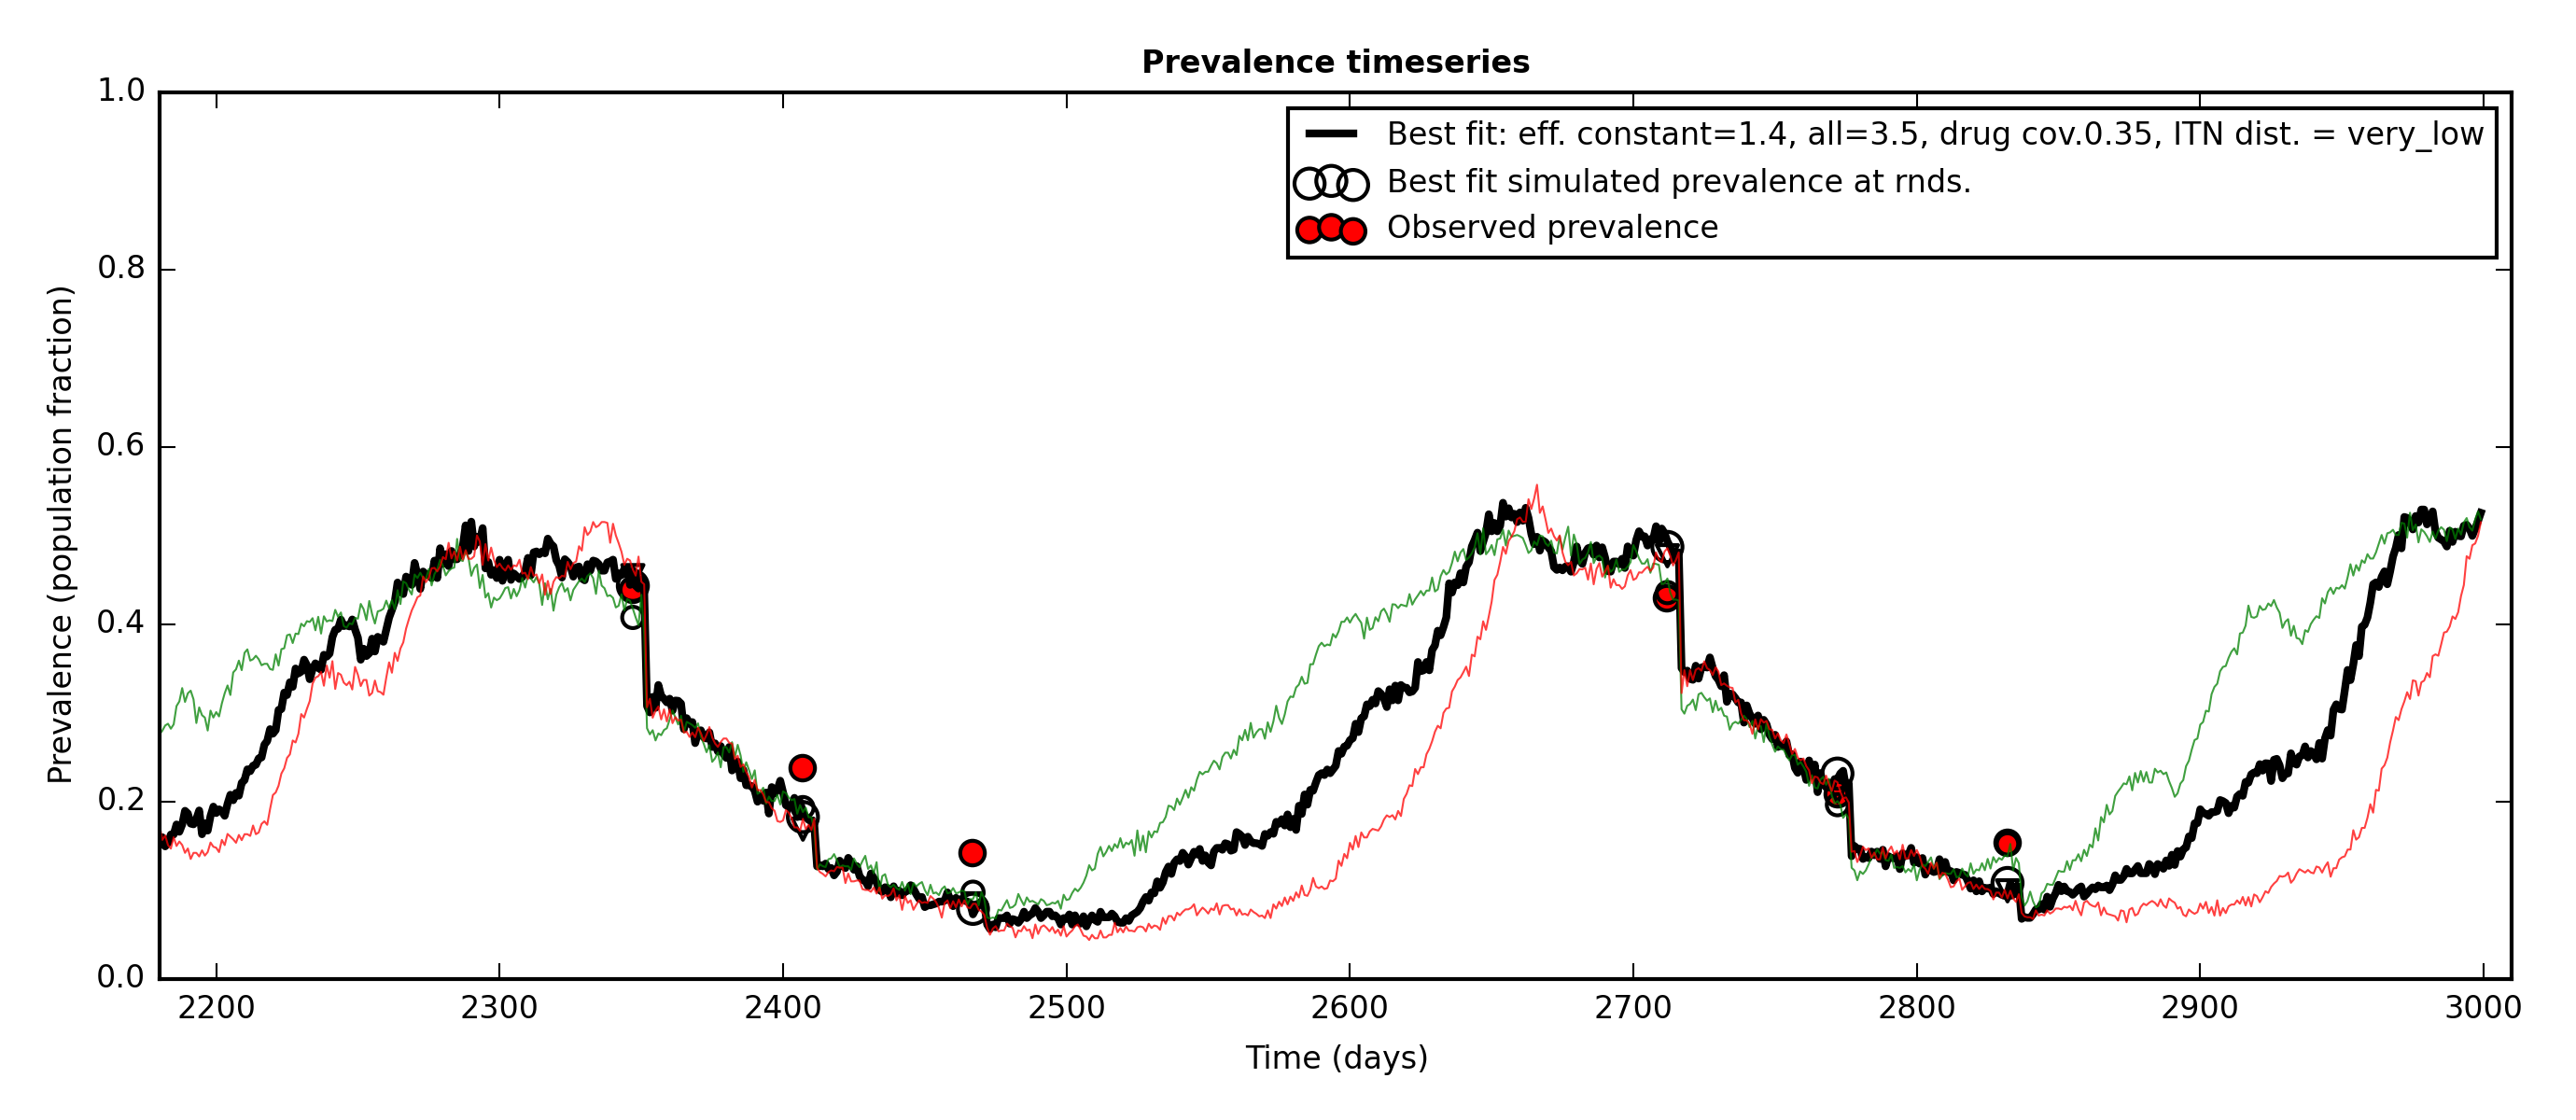 Prevalence timeseries
1.0
0.8
0.6
0.4
0.2
0.0
Prevalence (population fraction)
Best fit: eff. constant=1.4, all=3.5, drug cov.0.35, ITN dist. = very_low
Best fit simulated prevalence at rnds.
Observed prevalence
2200 2300 2400 2500 2600 2700 2800 2900 3000
Time (days)